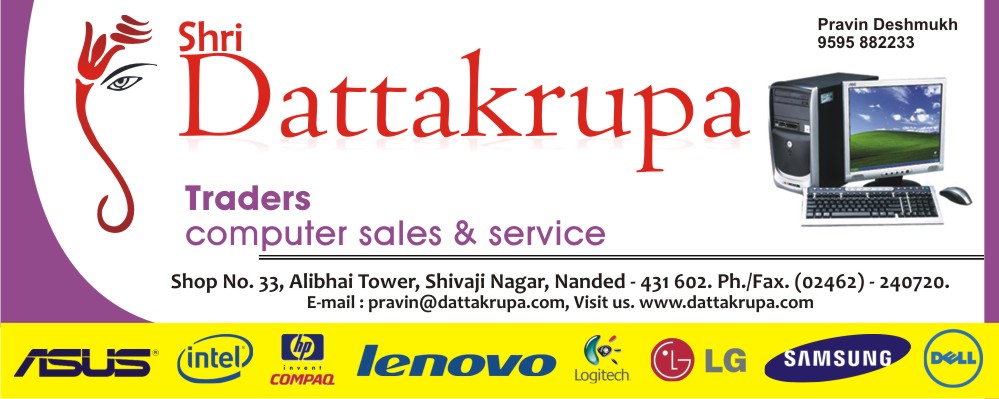 Pravin Deshmukh
9595 882233
Shri
Dattakrupa
Traders
computer sales & service
Shop No. 33, Alibhai Tower, Shivaji Nagar, Nanded - 431 602. Ph./Fax. (02462) - 240720.
E-mail : pravin@dattakrupa.com, Visit us. www.dattakrupa.com
ASUS® intel® hp invent COMPAQ lenovo Logitech LG LG SAMSUNG DELL